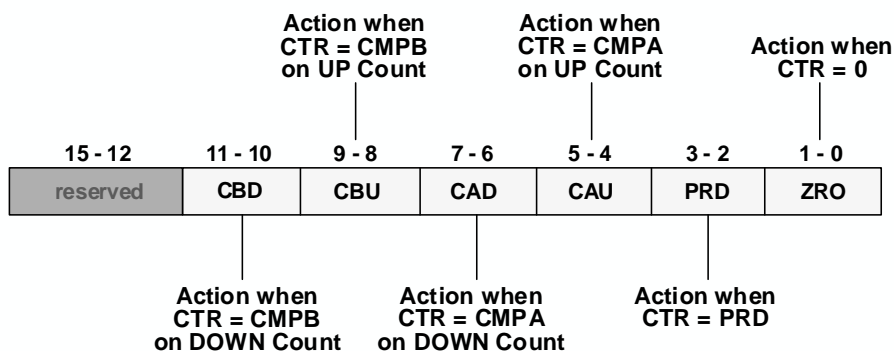 Action when
CTR = CMPB
on UP Count
Action when
CTR = CMPA
on UP Count
Action when
CTR = 0
15 - 12 11 - 10 9 - 8 7 - 6 5 - 4 3 - 2 1 - 0
reserved CBD CBU CAD CAU PRD ZRO
Action when
CTR = CMPB
on DOWN Count
Action when
CTR = CMPA
on DOWN Count
Action when
CTR = PRD